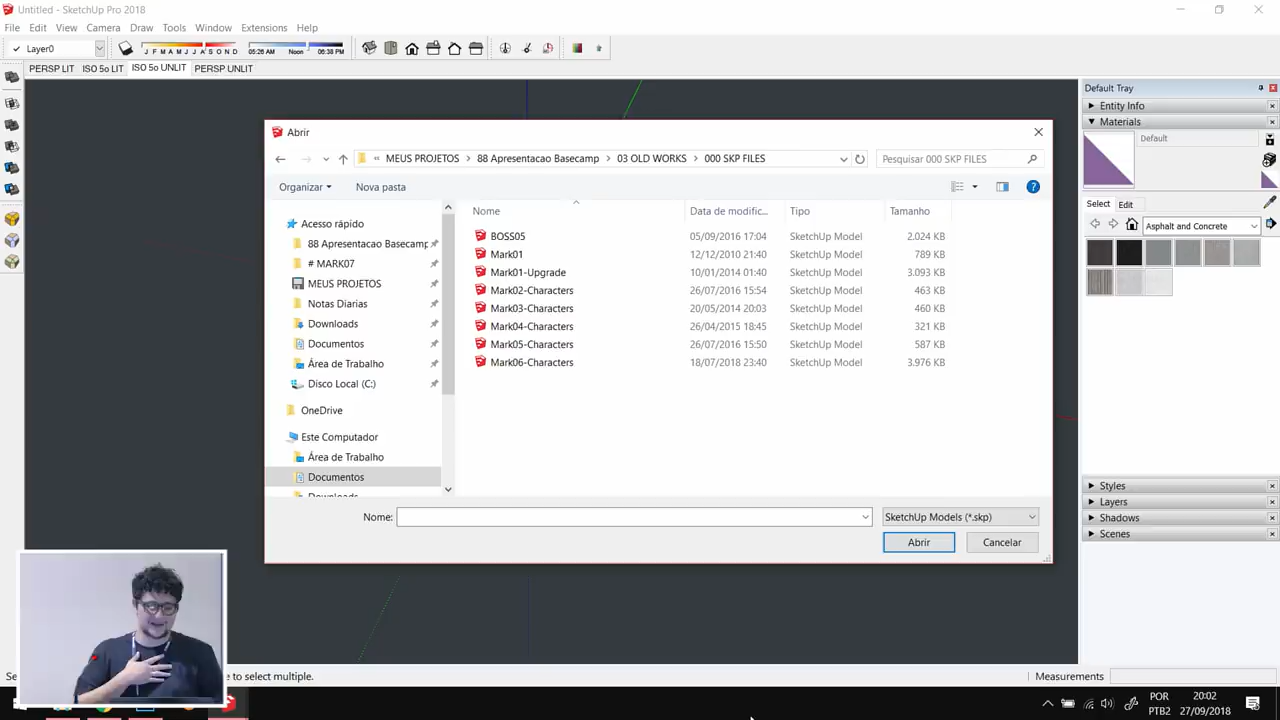 Untitled - SketchUp Pro 2018
File Edit View Camera Draw Tools Window Extensions Help
Layer0
J F M A M J J A S O N D
05:26 AM Noon 06:38 PM
PERSP LIT ISO 5o LIT ISO 5o UNLIT PERSP UNLIT
Default Tray
Entity Info
Materials
Default
Select Edit
Asphalt and Concrete
Styles
Layers
Shadows
Scenes
Abrir
« MEUS PROJETOS › 88 Apresentacao Basecamp › 03 OLD WORKS › 000 SKP FILES
Pesquisar 000 SKP FILES
Organizar Nova pasta
Acesso rápido
88 Apresentacao Basecamp
# MARK07
MEUS PROJETOS
Notas Diarias
Downloads
Documentos
Área de Trabalho
Disco Local (C:)
OneDrive
Este Computador
Área de Trabalho
Documentos
Downloads
Nome Data de modific... Tipo Tamanho
BOSS05 05/09/2016 17:04 SketchUp Model 2.024 KB
Mark01 12/12/2010 21:40 SketchUp Model 789 KB
Mark01-Upgrade 10/01/2014 01:40 SketchUp Model 3.093 KB
Mark02-Characters 26/07/2016 15:54 SketchUp Model 463 KB
Mark03-Characters 20/05/2014 20:03 SketchUp Model 460 KB
Mark04-Characters 26/04/2015 18:45 SketchUp Model 321 KB
Mark05-Characters 26/07/2016 15:50 SketchUp Model 587 KB
Mark06-Characters 18/07/2018 23:40 SketchUp Model 3.976 KB
Nome:
SketchUp Models (*.skp)
Abrir Cancelar
Se
e to select multiple.
Measurements
POR
PTB2
20:02
27/09/2018